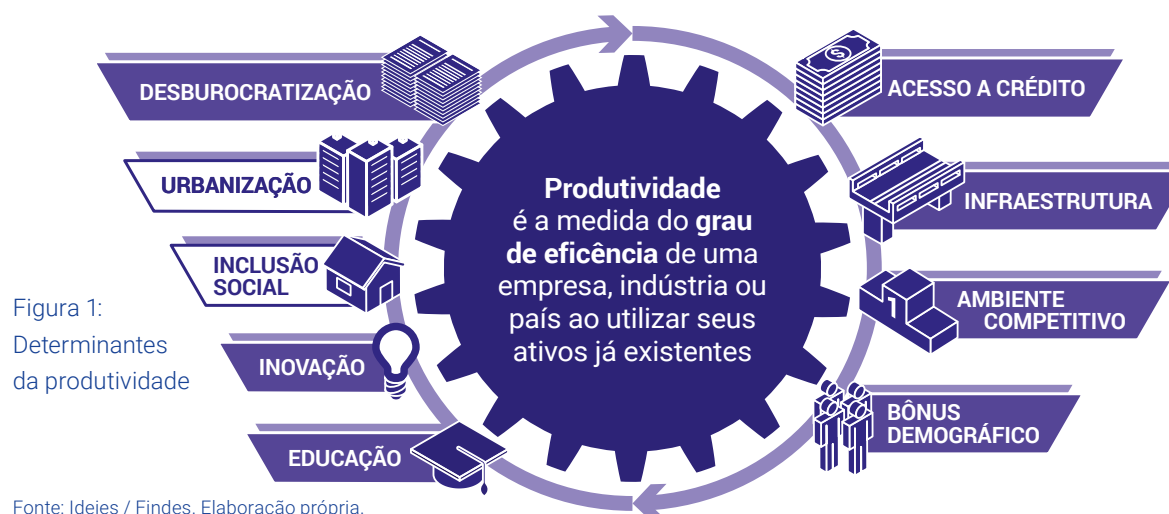 DESBUROCRATIZAÇÃO
URBANIZAÇÃO
INCLUSÃO
SOCIAL
INOVAÇÃO
EDUCAÇÃO
Produtividade
é a medida do grau
de eficência de uma
empresa, indústria ou
país ao utilizar seus
ativos já existentes
ACESSO A CRÉDITO
INFRAESTRUTURA
1
AMBIENTE
COMPETITIVO
BÔNUS
DEMOGRÁFICO
Figura 1:
Determinantes
da produtividade
Fonte: Ideies / Findes. Elaboração própria.
$